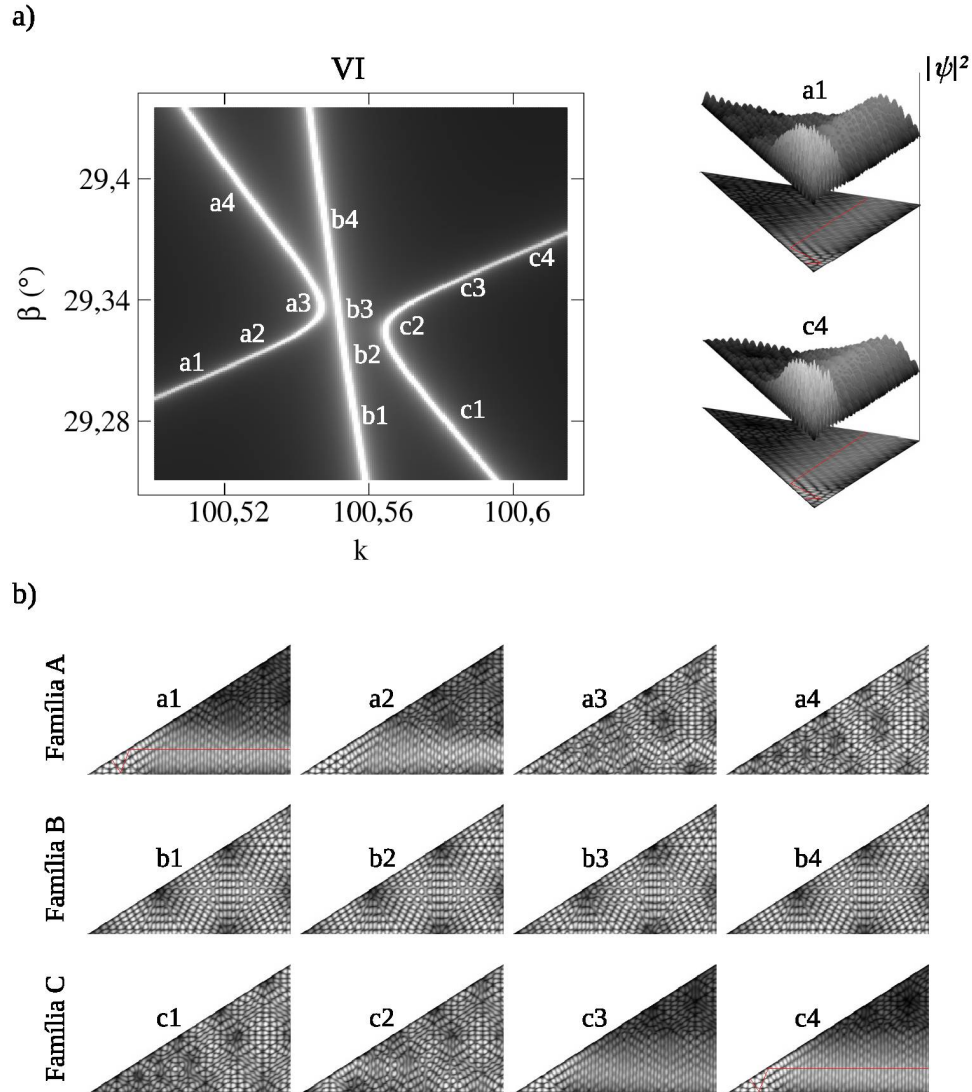 a)
VI
|ψ|²
a1
29,4
a4
b4
c4
c3
β (°)
29,34
a3
b3
c2
a2
b2
a1
c4
29,28
b1
c1
100,52
100,56
100,6
k
b)
Família A
a1
a2
a3
a4
Família B
b1
b2
b3
b4
Família C
c1
c2
c3
c4